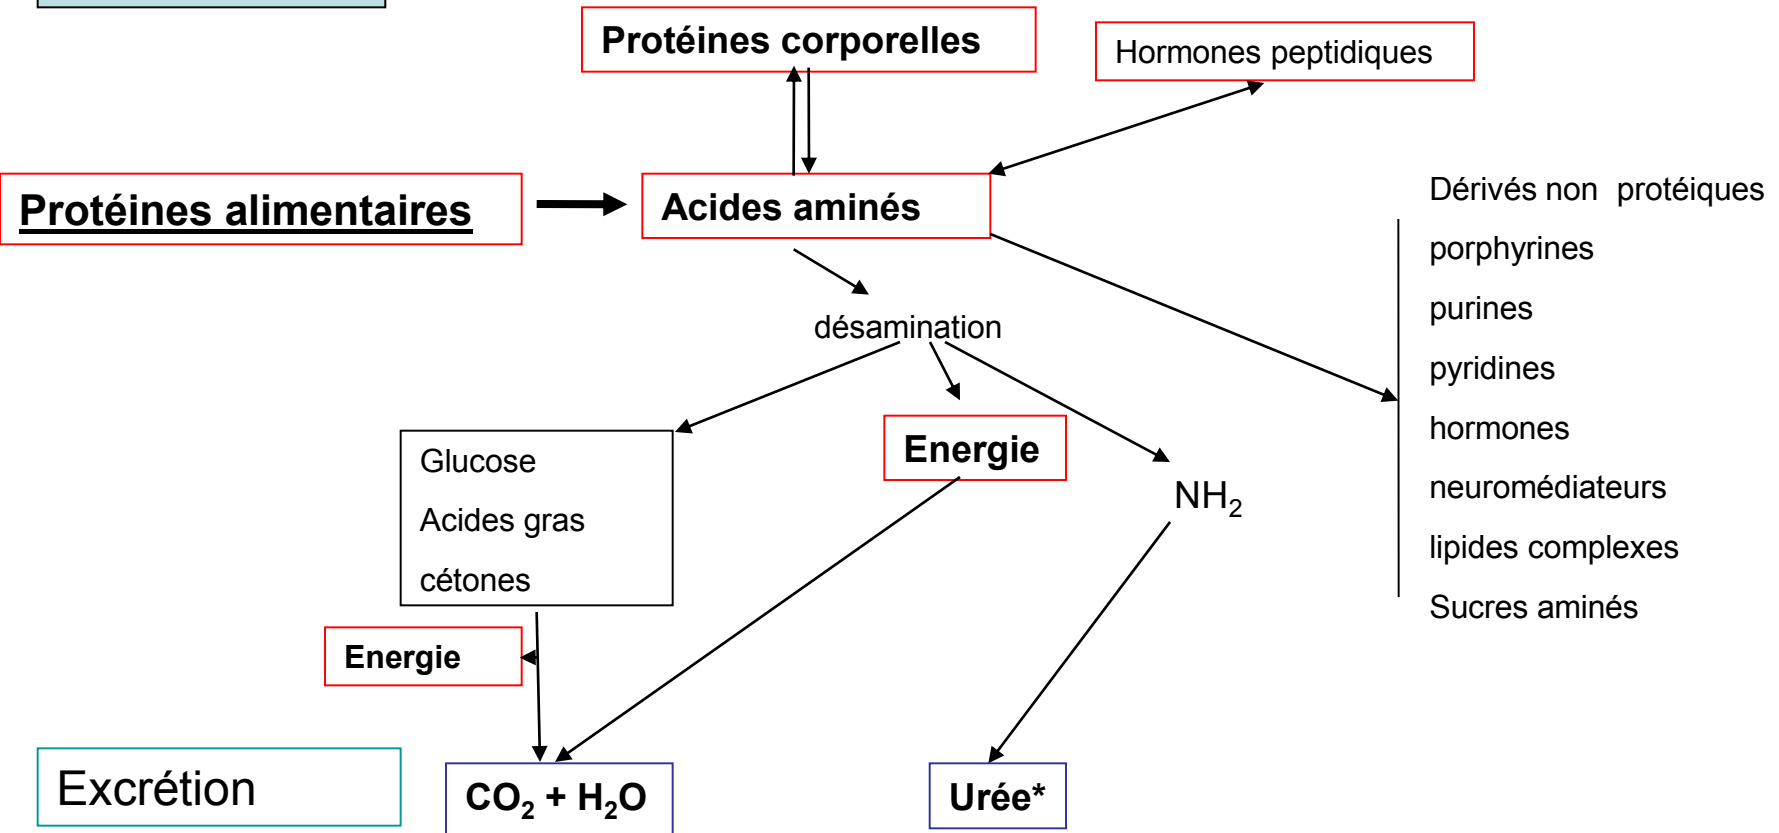 Protéines corporelles
Hormones peptidiques
Protéines alimentaires
Acides aminés
Dérivés non protéiques
porphyrines
purines
pyridines
hormones
neuromédiateurs
lipides complexes
Sucres aminés
désamination
Glucose
Acides gras
cétones
Energie
NH₂
Energie
Excrétion
CO₂ + H₂O
Urée*